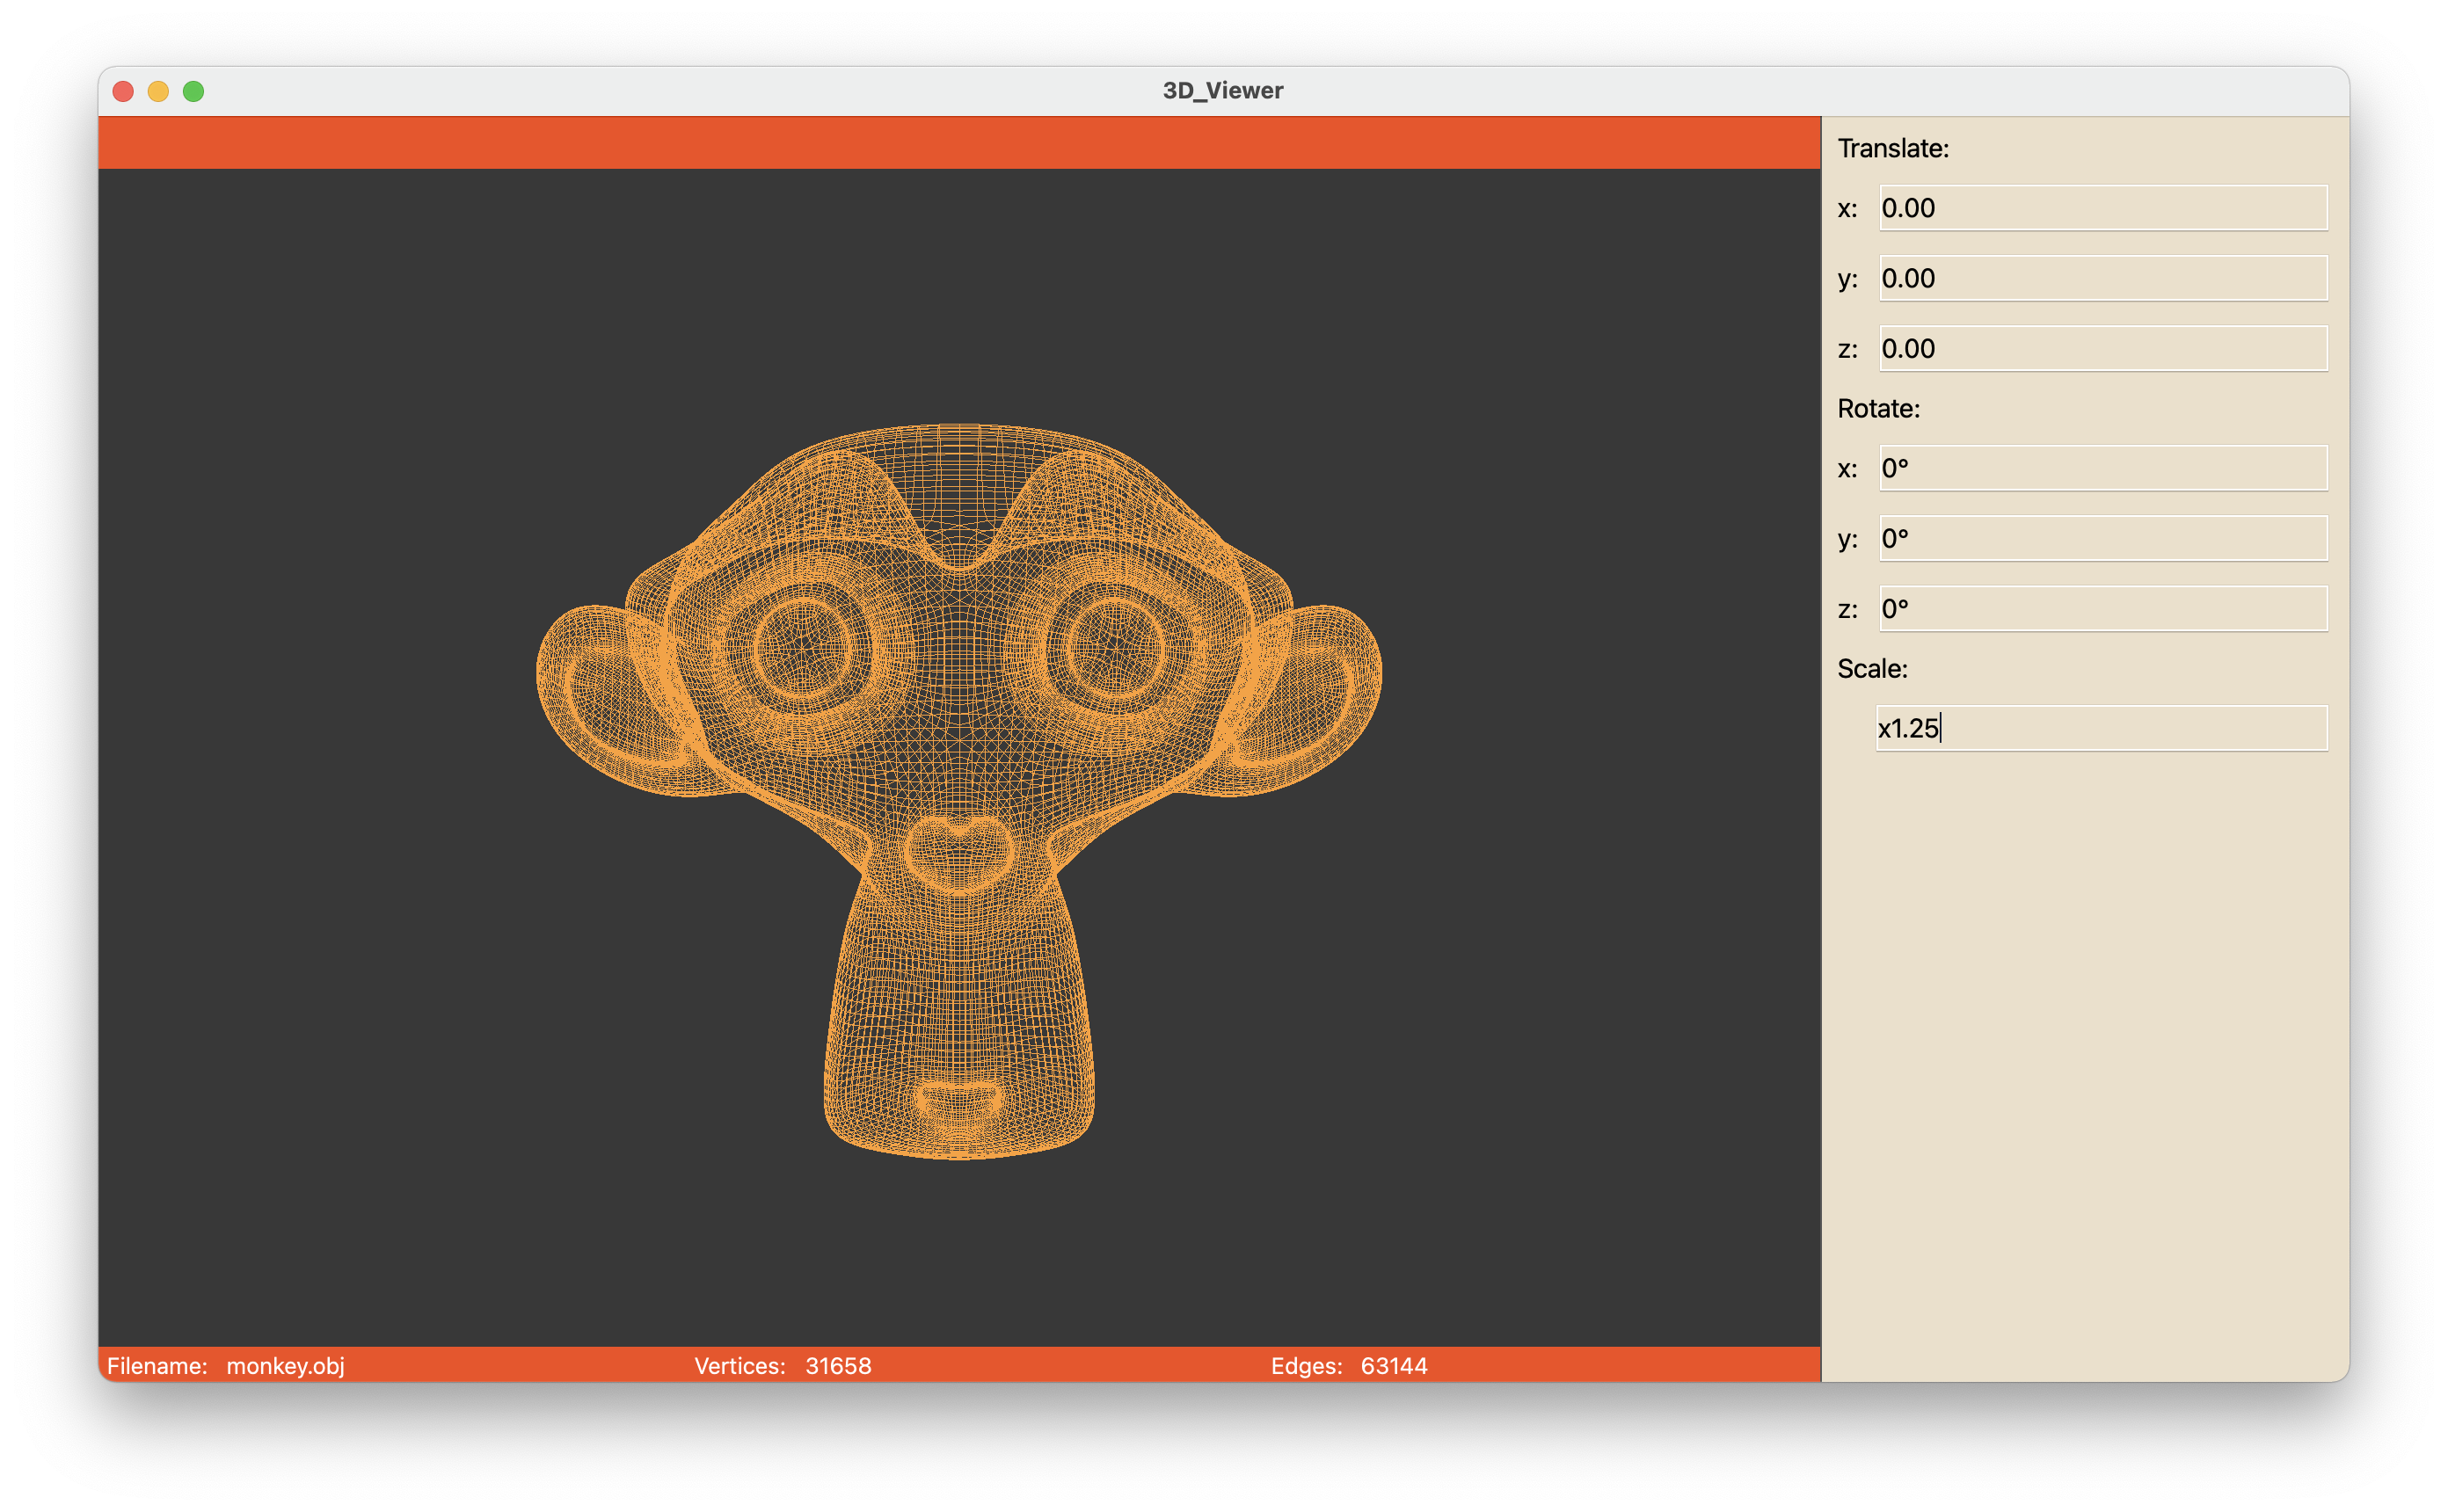 3D_Viewer
Translate:
x: 0.00
y: 0.00
z: 0.00
Rotate:
x: 0°
y: 0°
z: 0°
Scale:
x1.25
Filename: monkey.obj Vertices: 31658 Edges: 63144